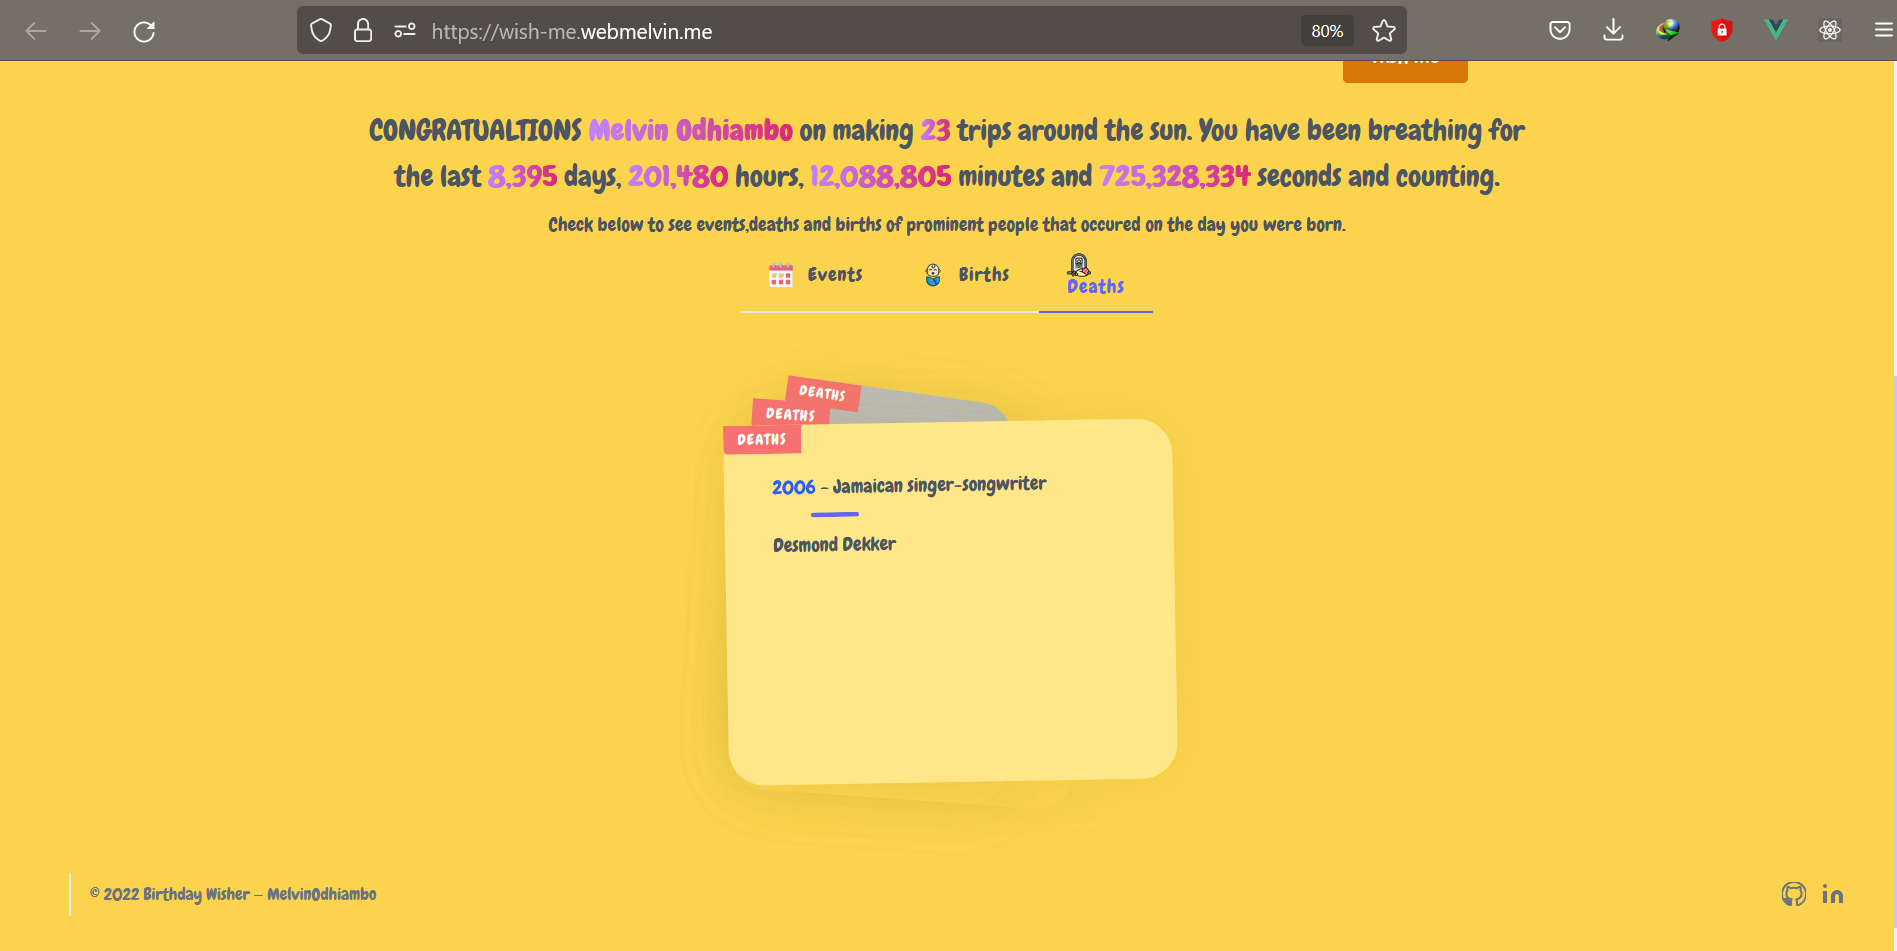 https://wish-me.webmelvin.me
80%
CONGRATUALTIONS Melvin Odhiambo on making 23 trips around the sun. You have been breathing for
the last 8,395 days, 201,480 hours, 12,088,805 minutes and 725,328,334 seconds and counting.
Check below to see events,deaths and births of prominent people that occured on the day you were born.
Events
Births
Deaths
DEATHS
DEATHS
DEATHS
2006 - Jamaican singer-songwriter
Desmond Dekker
© 2022 Birthday Wisher — MelvinOdhiambo
in